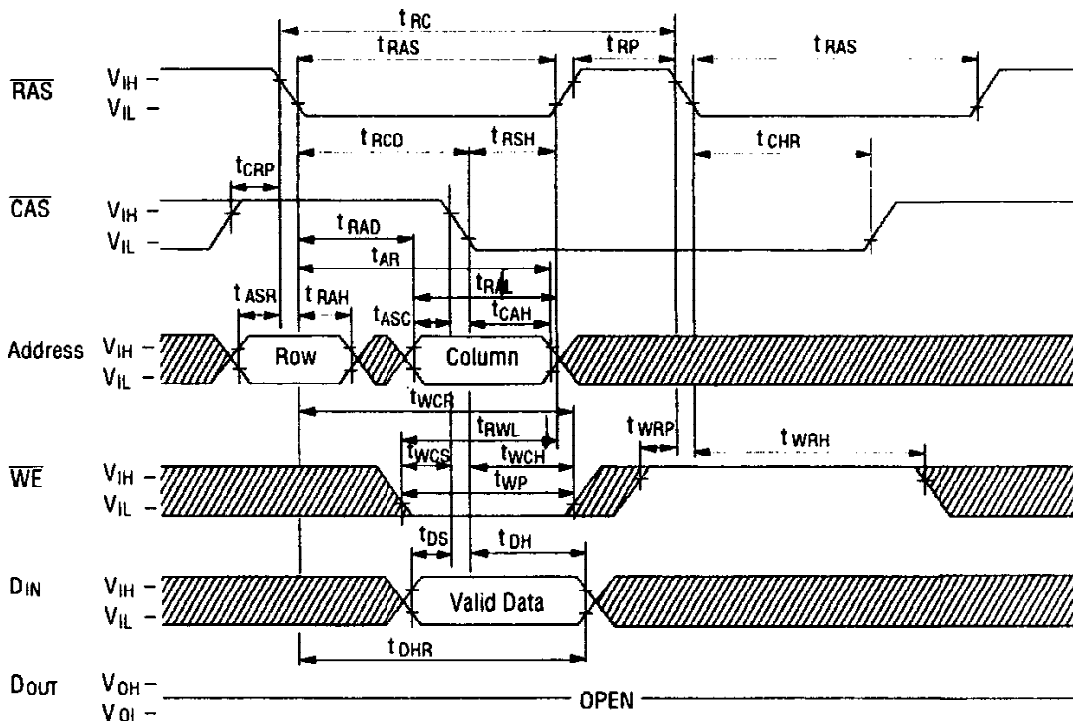 tRC
tRAS tRP tRAS
RAS VIH –
VIL –
tRCD tRSH tCHR
tCRP
CAS VIH –
VIL –
tRAD
tAR
tASR tRAH tRAL
tASC tCAH
Address VIH –
VIL –
Row Column
tWCR
tRWL tWRP tWRH
tWCS tWCH
WE VIH –
VIL –
tWP
tDS tDH
DIN VIH –
VIL –
Valid Data
tDHR
DOUT VOH –
OPEN
VOL –